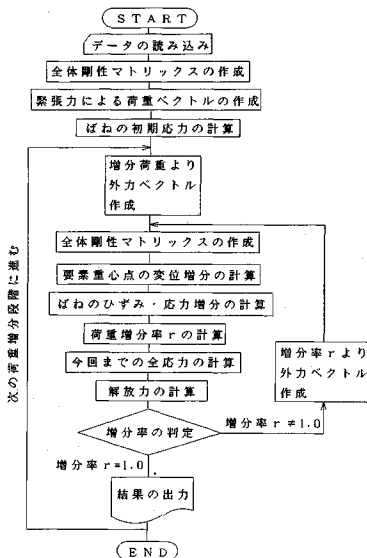 START
データの読み込み
全体剛性マトリックスの作成
緊張力による荷重ベクトルの作成
ばねの初期応力の計算
増分荷重より
外力ベクトル
作成
全体剛性マトリックスの作成
要素重心点の変位増分の計算
ばねのひずみ・応力増分の計算
荷重増分率rの計算
今回までの全応力の計算
解放力の計算
増分率の判定
増分率r≠1.0
増分率rより
外力ベクトル
作成
増分率r=1.0
結果の出力
次の荷重増分段階に進む
END